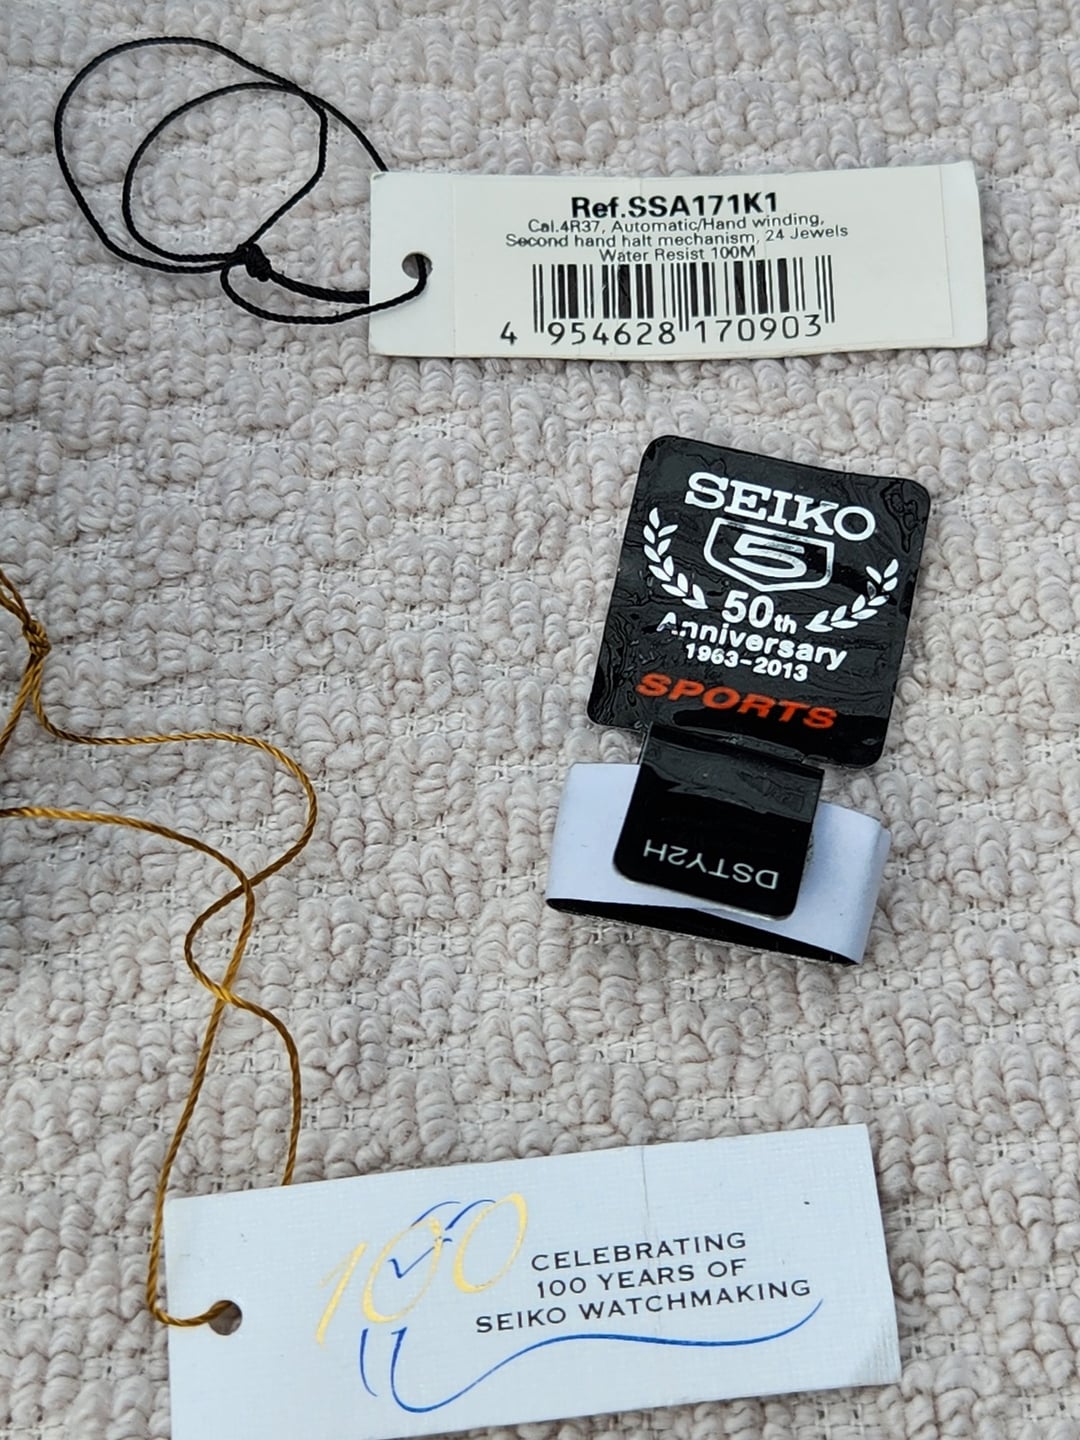 Ref.SSA171K1
Cal.4R37, Automatic/Hand winding,
Second hand halt mechanism, 24 Jewels
Water Resist 100M
4 954628 170903
SEIKO
5
50th
Anniversary
1963-2013
SPORTS
DSTY2H
100
CELEBRATING
100 YEARS OF
SEIKO WATCHMAKING